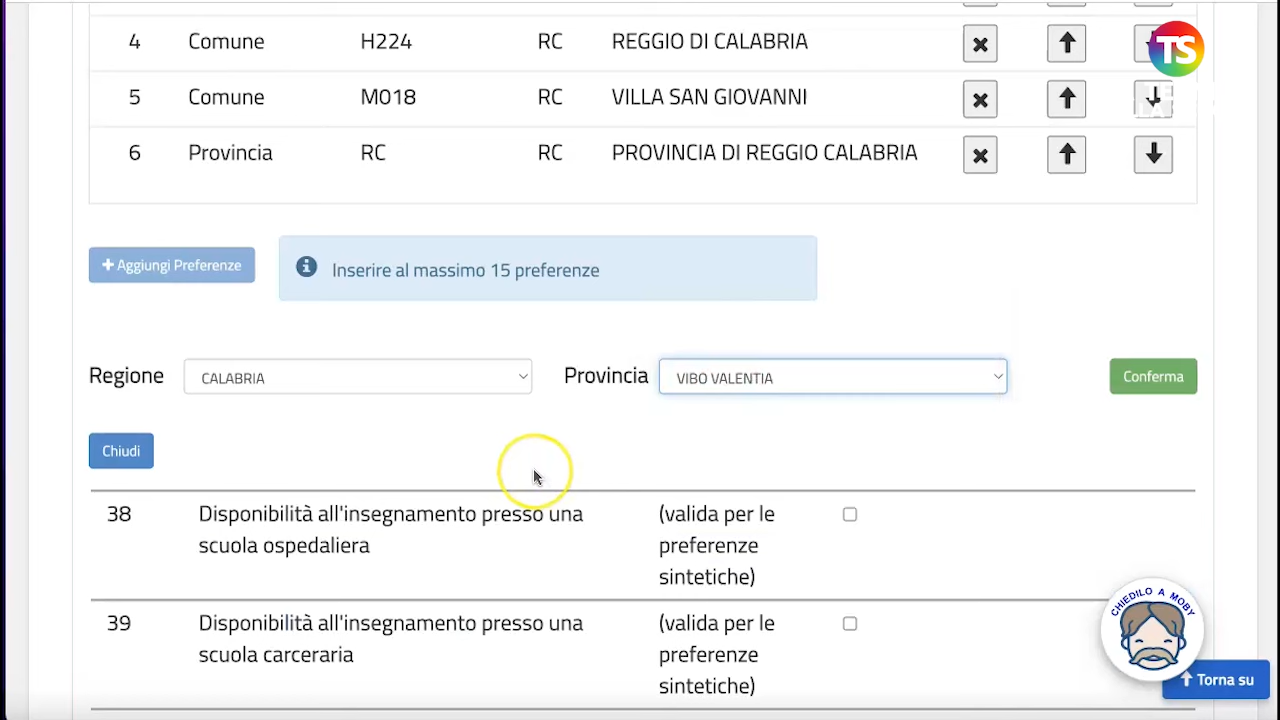 4 Comune H224 RC REGGIO DI CALABRIA
TS
5 Comune M018 RC VILLA SAN GIOVANNI
6 Provincia RC RC PROVINCIA DI REGGIO CALABRIA
Aggiungi Preferenze
Inserire al massimo 15 preferenze
Regione CALABRIA Provincia VIBO VALENTIA Conferma
Chiudi
38 Disponibilità all'insegnamento presso una (valida per le
scuola ospedaliera preferenze
sintetiche)
39 Disponibilità all'insegnamento presso una (valida per le
scuola carceraria preferenze
sintetiche)
CHIEDILO A MOBY
Torna su